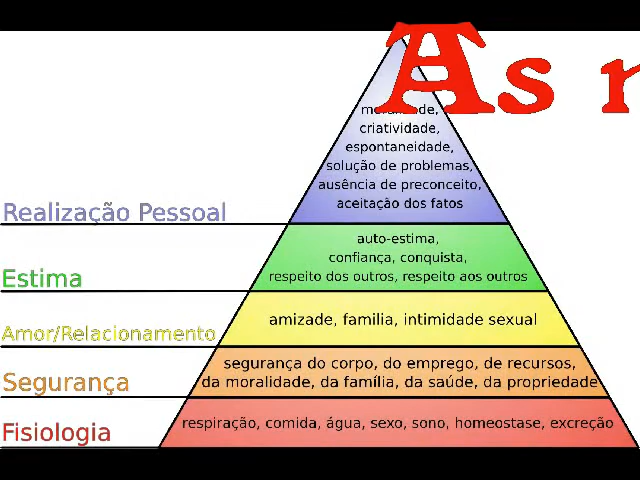 As
criatividade,
espontaneidade,
solução de problemas,
ausência de preconceito,
aceitação dos fatos
Realização Pessoal
auto-estima,
confiança, conquista,
respeito dos outros, respeito aos outros
Estima
amizade, familia, intimidade sexual
Amor/Relacionamento
segurança do corpo, do emprego, de recursos,
da moralidade, da família, da saúde, da propriedade
Segurança
respiração, comida, água, sexo, sono, homeostase, excreção
Fisiologia